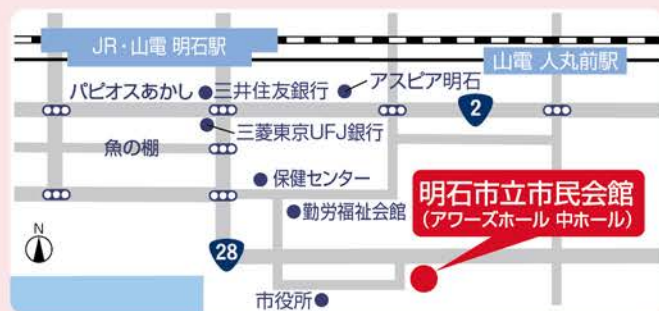 JR・山電 明石駅
山電 人丸前駅
パピオスあかし
三井住友銀行
アスピア明石
2
三菱東京UFJ銀行
魚の棚
保健センター
明石市立市民会館
(アワーズホール 中ホール)
勤労福祉会館
N
28
市役所